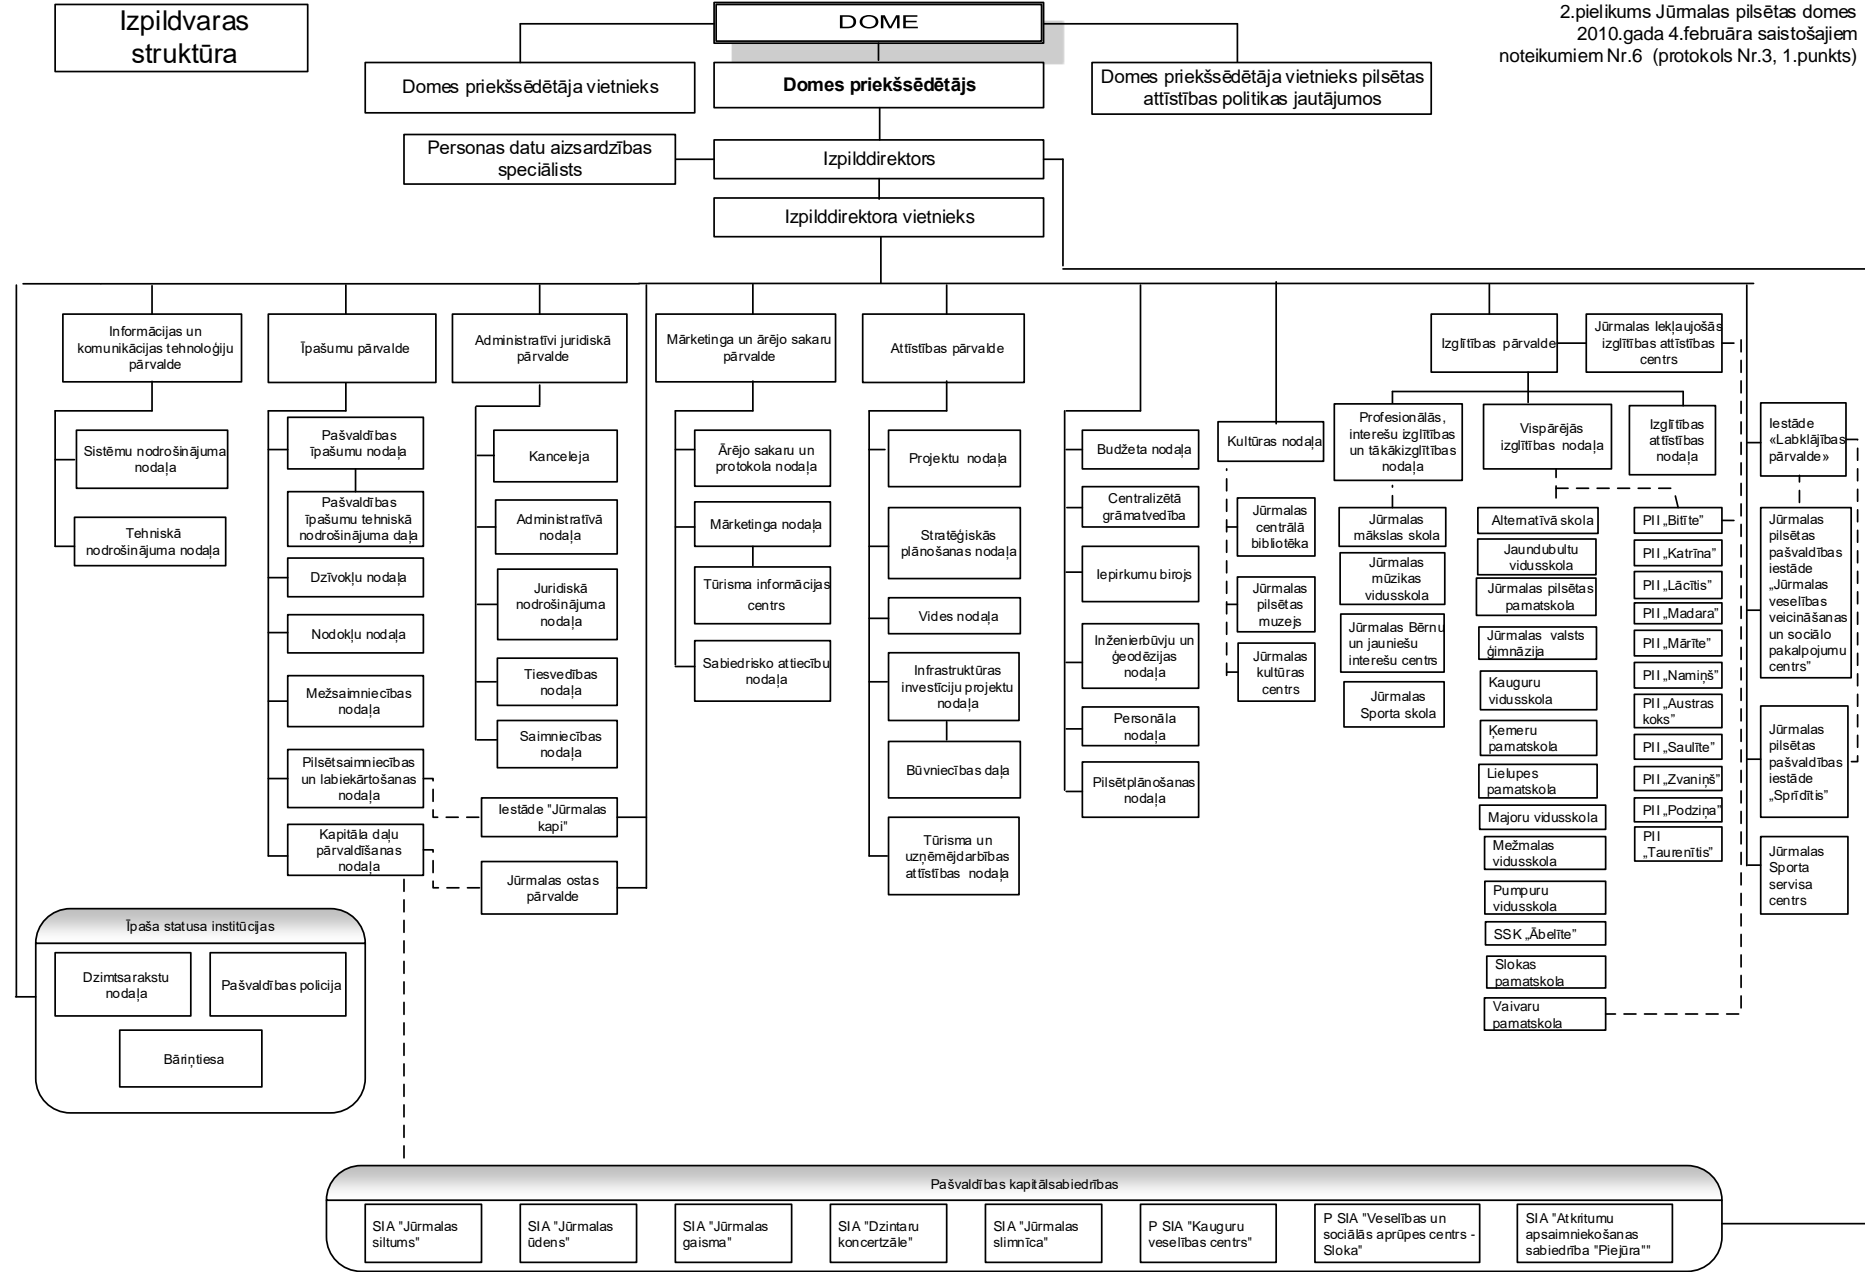 Izpildvaras
struktūra
DOME
2.pielikums Jūrmalas pilsētas domes
2010.gada 4.februāra saistošajiem
noteikumiem Nr.6 (protokols Nr.3, 1.punkts)
Domes priekšsēdētāja vietnieks
Domes priekšsēdētājs
Domes priekšsēdētāja vietnieks pilsētas
attīstības politikas jautājumos
Personas datu aizsardzības
speciālists
Izpilddirektors
Izpilddirektora vietnieks
Informācijas un
komunikācijas tehnoloģiju
pārvalde
Sistēmu nodrošinājuma
nodaļa
Tehniskā
nodrošinājuma nodaļa
Īpašumu pārvalde
Pašvaldības
īpašumu nodaļa
Pašvaldības
īpašumu tehniskā
nodrošinājuma daļa
Dzīvokļu nodaļa
Nodokļu nodaļa
Mežsaimniecības
nodaļa
Pilsētsaimniecības
un labiekārtošanas
nodaļa
Kapitāla daļu
pārvaldīšanas
nodaļa
Administratīvi juridiskā
pārvalde
Kanceleja
Administratīvā
nodaļa
Juridiskā
nodrošinājuma
nodaļa
Tiesvedības
nodaļa
Saimniecības
nodaļa
Iestāde "Jūrmalas
kapi"
Jūrmalas ostas
pārvalde
Mārketinga un ārējo sakaru
pārvalde
Ārējo sakaru un
protokola nodaļa
Mārketinga nodaļa
Tūrisma informācijas
centrs
Sabiedrisko attiecību
nodaļa
Attīstības pārvalde
Projektu nodaļa
Stratēģiskās
plānošanas nodaļa
Vides nodaļa
Infrastruktūras
investīciju projektu
nodaļa
Būvniecības daļa
Tūrisma un
uzņēmējdarbības
attīstības nodaļa
Budžeta nodaļa
Centralizētā
grāmatvedība
Iepirkumu birojs
Inženierbūvju un
ģeodēzijas
nodaļa
Personāla
nodaļa
Pilsētplānošanas
nodaļa
Kultūras nodaļa
Jūrmalas
centrālā
bibliotēka
Jūrmalas
pilsētas
muzejs
Jūrmalas
kultūras
centrs
Izglītības pārvalde
Jūrmalas Iekļaujošās
izglītības attīstības
centrs
Profesionālās,
interešu izglītības
un tākākizglītības
nodaļa
Jūrmalas
mākslas skola
Jūrmalas
mūzikas
vidusskola
Jūrmalas Bērnu
un jauniešu
interešu centrs
Jūrmalas
Sporta skola
Vispārējās
izglītības nodaļa
Alternatīvā skola
Jaundubultu
vidusskola
Jūrmalas pilsētas
pamatskola
Jūrmalas valsts
ģimnāzija
Kauguru
vidusskola
Ķemeru
pamatskola
Lielupes
pamatskola
Majoru vidusskola
Mežmalas
vidusskola
Pumpuru
vidusskola
SSK „Ābelīte”
Slokas
pamatskola
Vaivaru
pamatskola
Izglītības
attīstības
nodaļa
PII „Bitīte”
PII „Katrīna”
PII „Lācītis”
PII „Madara”
PII „Mārīte”
PII „Namiņš”
PII „Austras
koks”
PII „Saulīte”
PII „Zvaniņš”
PII „Podziņa”
PII
„Taurenītis”
Iestāde
«Labklājības
pārvalde»
Jūrmalas
pilsētas
pašvaldības
iestāde
„Jūrmalas
veselības
veicināšanas
un sociālo
pakalpojumu
centrs”
Jūrmalas
pilsētas
pašvaldības
iestāde
„Sprīdītis”
Jūrmalas
Sporta
servisa
centrs
Īpaša statusa institūcijas
Dzimtsarakstu
nodaļa
Pašvaldības policija
Bāriņtiesa
Pašvaldības kapitālsabiedrības
SIA "Jūrmalas
siltums"
SIA "Jūrmalas
ūdens"
SIA "Jūrmalas
gaisma"
SIA "Dzintaru
koncertzāle"
SIA "Jūrmalas
slimnīca"
P SIA "Kauguru
veselības centrs"
P SIA "Veselības un
sociālās aprūpes centrs -
Sloka"
SIA "Atkritumu
apsaimniekošanas
sabiedrība "Piejūra""